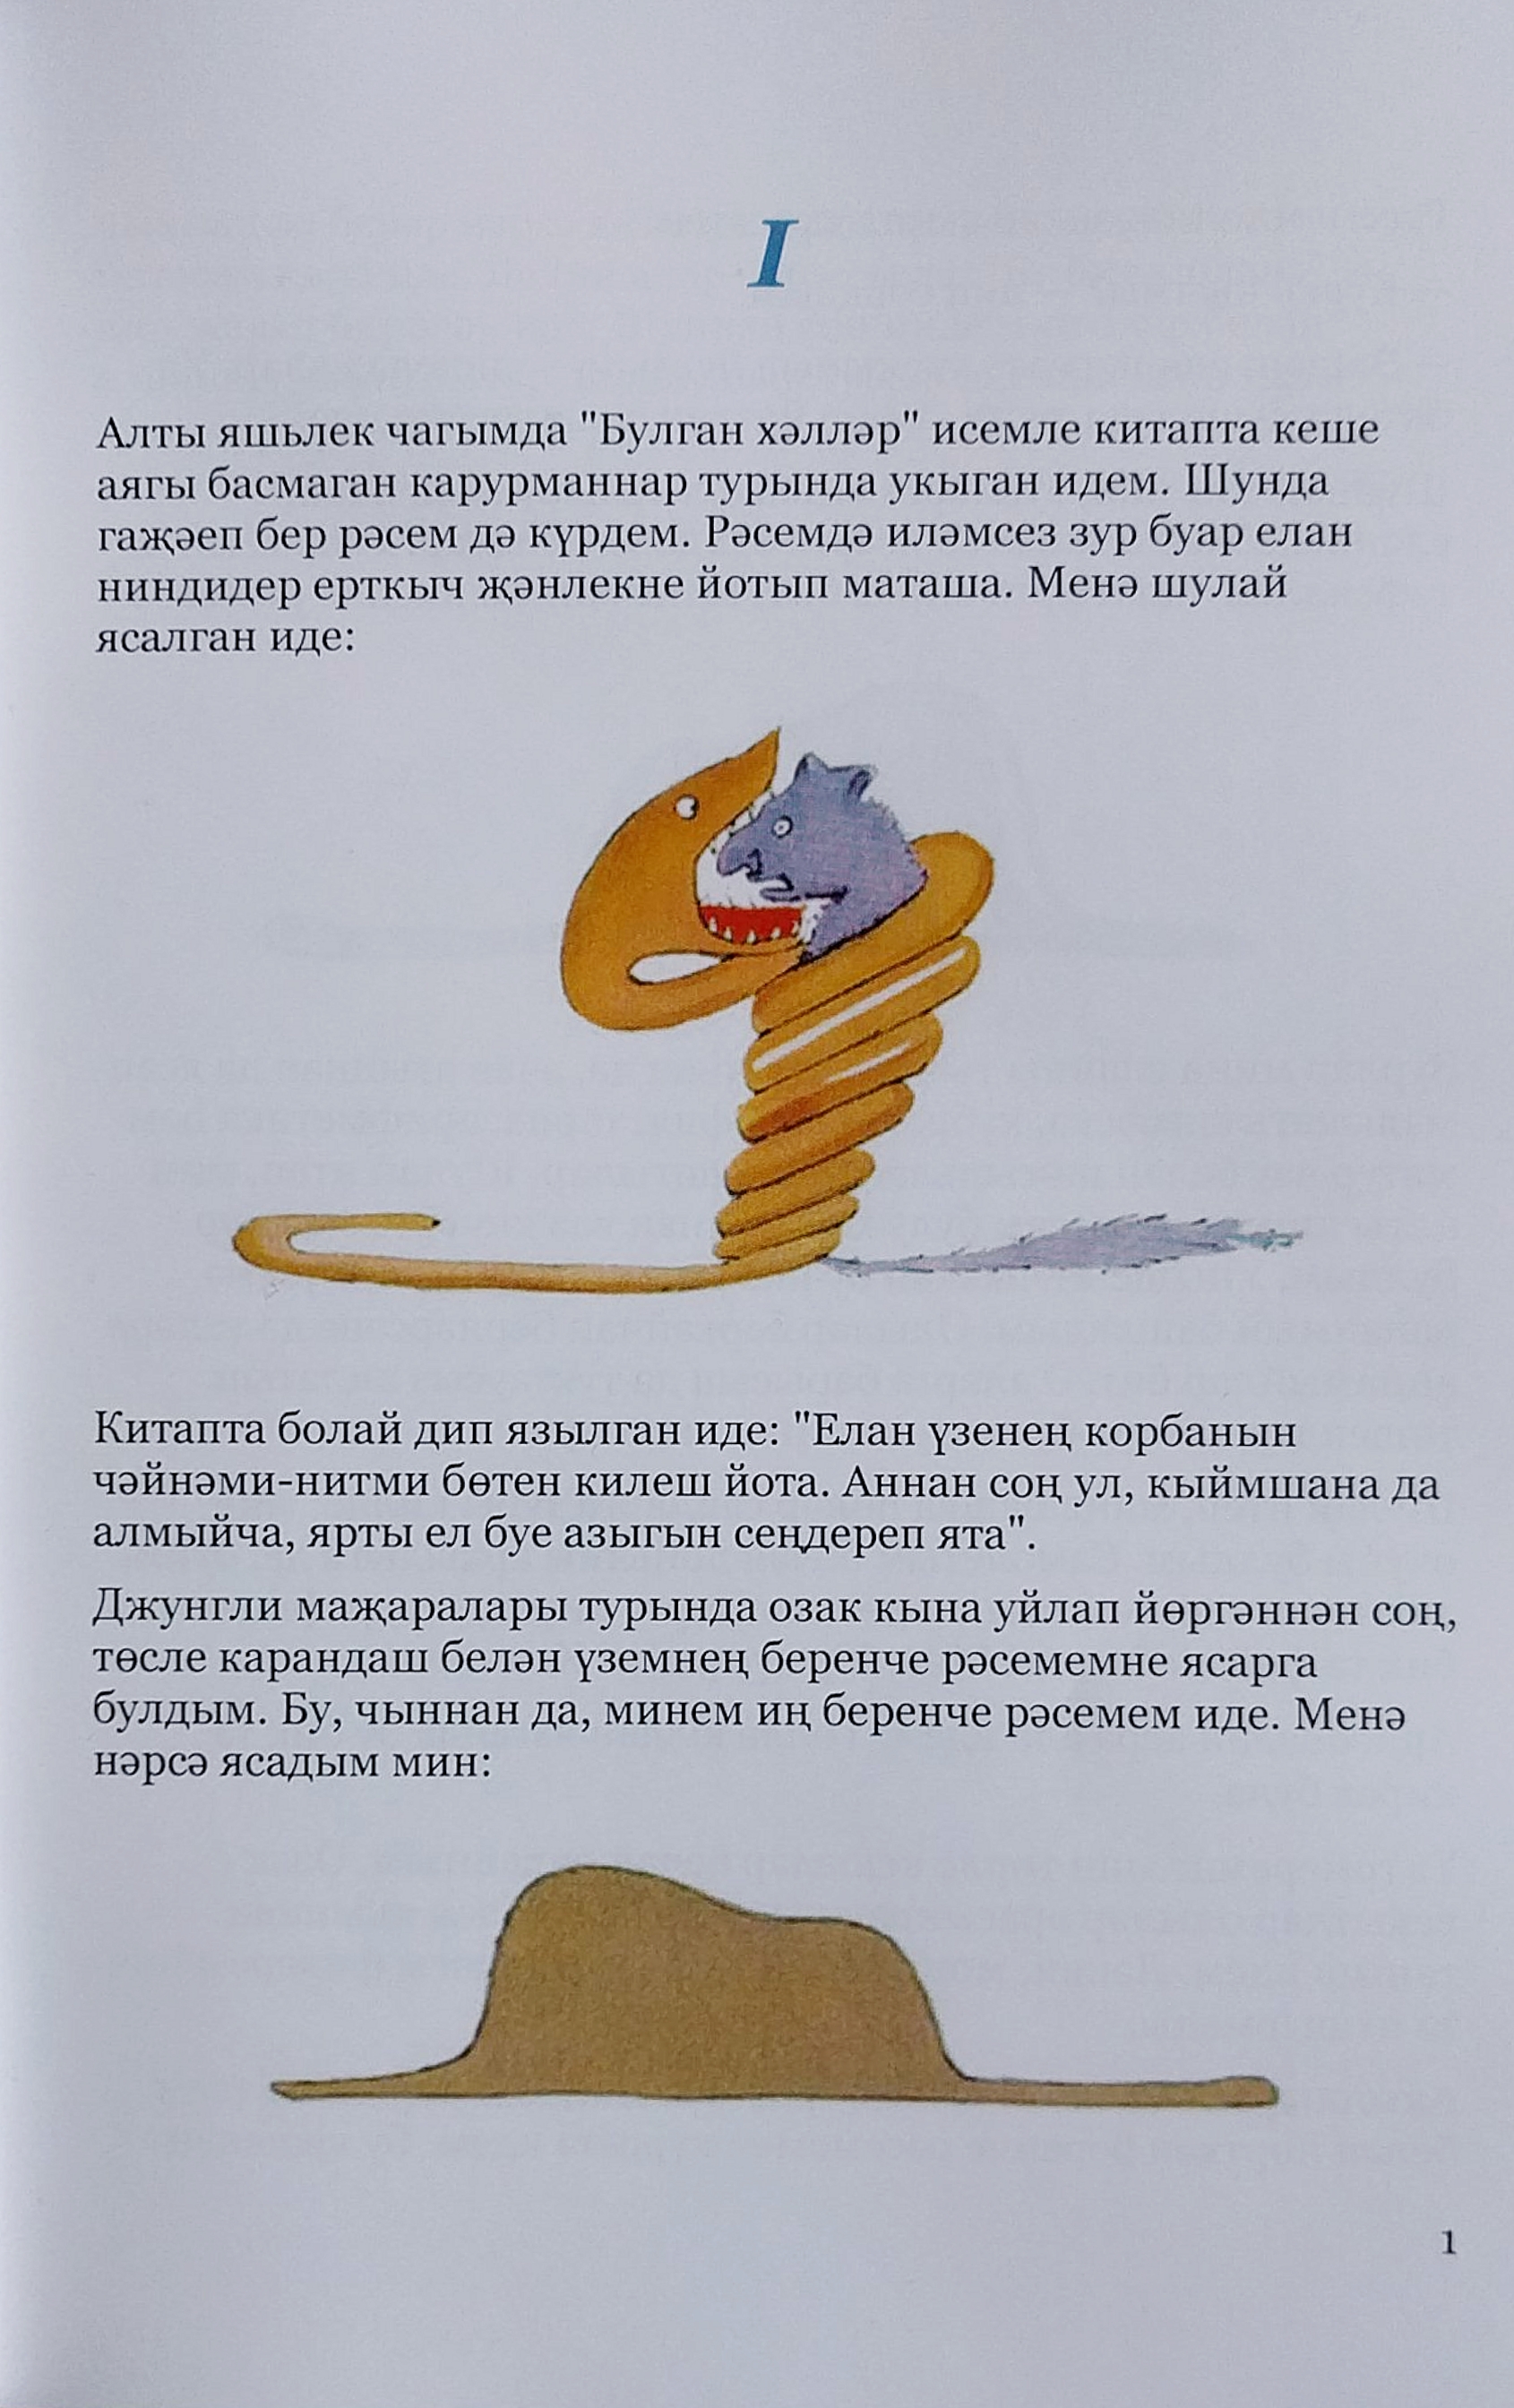 I
Алты яшьлек чагымда "Булган хәлләр" исемле китапта кеше
аягы басмаган карурманнар турында укыган идем. Шунда
гаҗәеп бер рәсем дә күрдем. Рәсемдә иләмсез зур буар елан
ниндидер ерткыч җәнлекне йотып маташа. Менә шулай
ясалган иде:
Китапта болай дип язылган иде: "Елан үзенең корбанын
чәйнәми-нитми бөтен килеш йота. Аннан соң ул, кыймшана да
алмыйча, ярты ел буе азыгын сеңдереп ята".
Джунгли маҗаралары турында озак кына уйлап йөргәннән соң,
төсле карандаш белән үземнең беренче рәсемемне ясарга
булдым. Бу, чыннан да, минем иң беренче рәсемем иде. Менә
нәрсә ясадым мин:
1